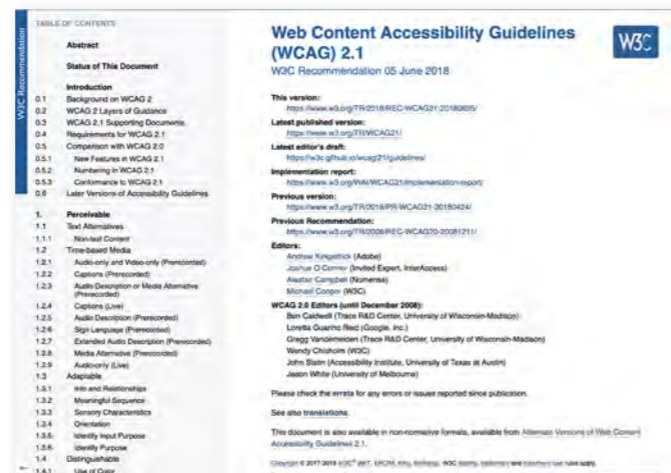 W3C Recommendation
TABLE OF CONTENTS
Abstract
Status of This Document
Introduction
0.1 Background on WCAG 2
0.2 WCAG 2 Layers of Guidance
0.3 WCAG 2.1 Supporting Documents
0.4 Requirements for WCAG 2.1
0.5 Comparison with WCAG 2.0
0.5.1 New Features in WCAG 2.1
0.5.2 Numbering in WCAG 2.1
0.5.3 Conformance to WCAG 2.1
0.6 Later Versions of Accessibility Guidelines
1. Perceivable
1.1 Text Alternatives
1.1.1 Non-text Content
1.2 Time-based Media
1.2.1 Audio-only and Video-only (Prerecorded)
1.2.2 Captions (Prerecorded)
1.2.3 Audio Description or Media Alternative
(Prerecorded)
1.2.4 Captions (Live)
1.2.5 Audio Description (Prerecorded)
1.2.6 Sign Language (Prerecorded)
1.2.7 Extended Audio Description (Prerecorded)
1.2.8 Media Alternative (Prerecorded)
1.2.9 Audio-only (Live)
1.3 Adaptable
1.3.1 Info and Relationships
1.3.2 Meaningful Sequence
1.3.3 Sensory Characteristics
1.3.4 Orientation
Identify Input Purpose
Identify Purpose
1.4 Distinguishable
1.4.1 Use of Color
Web Content Accessibility Guidelines
(WCAG) 2.1
W3C Recommendation 05 June 2018
W3C
This version:
https://www.w3.org/TR/2018/REC-WCAG21-20180605/
Latest published version:
https://www.w3.org/TR/WCAG21/
Latest editor's draft:
https://w3c.github.io/wcag/21/guidelines/
Implementation report:
https://www.w3.org/WAI/WCAG21/implementation-report/
Previous version:
https://www.w3.org/TR/2018/PR-WCAG21-20180424/
Previous Recommendation:
https://www.w3.org/TR/2008/REC-WCAG20-20081211/
Editors:
Andrew Kirkpatrick (Adobe)
Joshue O Connor (Invited Expert, InterAccess)
Alastair Campbell (Nomensa)
Michael Cooper (W3C)
WCAG 2.0 Editors (until December 2008):
Ben Caldwell (Trace R&D Center, University of Wisconsin-Madison)
Loretta Guarino Reid (Google, Inc.)
Gregg Vanderheiden (Trace R&D Center, University of Wisconsin-Madison)
Wendy Chisholm (W3C)
John Slatin (Accessibility Institute, University of Texas at Austin)
Jason White (University of Melbourne)
Please check the errata for any errors or issues reported since publication.
See also translations.
This document is also available in non-normative formats, available from Alternate Versions of Web Content
Accessibility Guidelines 2.1.
Copyright © 2017-2018 W3C® (MIT, ERCIM, Keio, Beihang). W3C liability, trademark and document use rules apply.